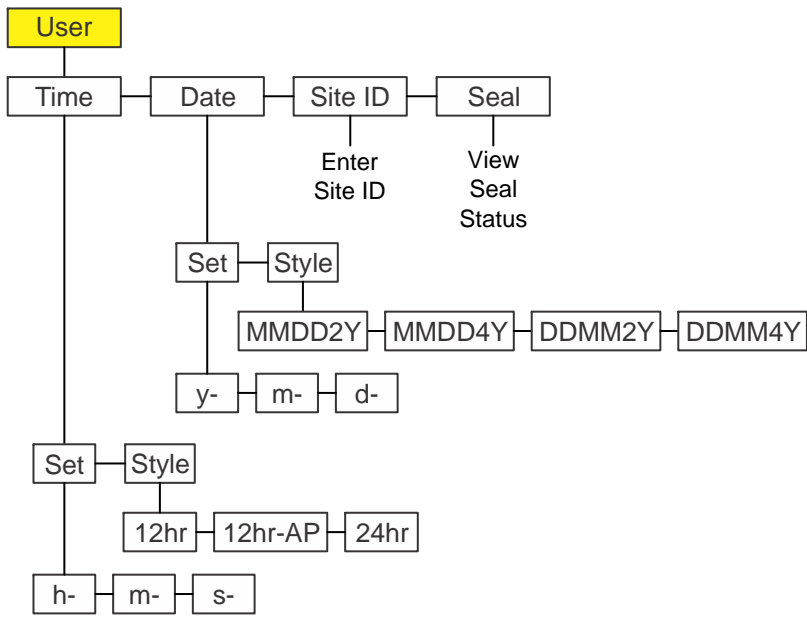 User
Time Date Site ID Seal
Enter
Site ID
View
Seal
Status
Set Style
MMDD2Y MMDD4Y DDMM2Y DDMM4Y
y- m- d-
Set Style
12hr 12hr-AP 24hr
h- m- s-